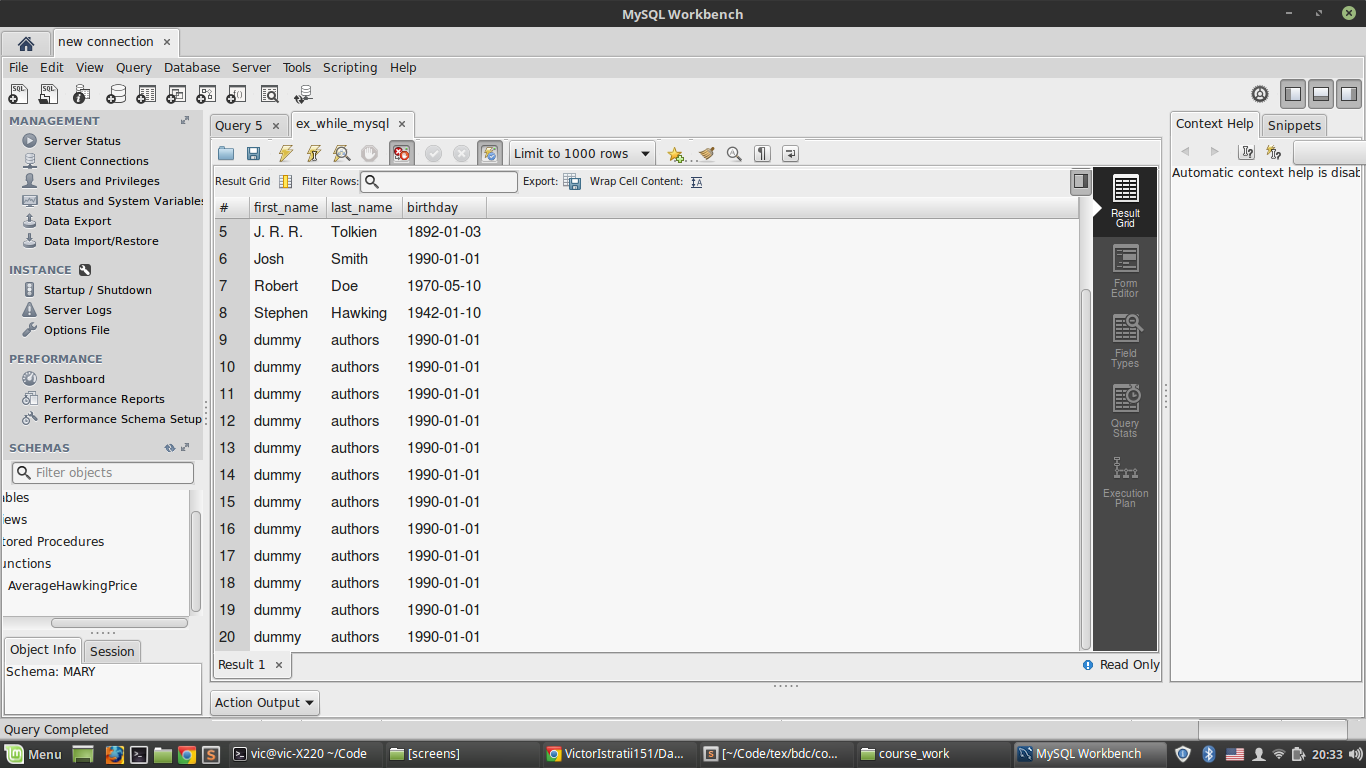 MySQL Workbench
new connection
File Edit View Query Database Server Tools Scripting Help
MANAGEMENT
Server Status
Client Connections
Users and Privileges
Status and System Variables
Data Export
Data Import/Restore
INSTANCE
Startup / Shutdown
Server Logs
Options File
PERFORMANCE
Dashboard
Performance Reports
Performance Schema Setup
SCHEMAS
Filter objects
ables
iews
tored Procedures
unctions
AverageHawkingPrice
Object Info Session
Schema: MARY
Query 5 ex_while_mysql
Limit to 1000 rows
Result Grid Filter Rows: Export: Wrap Cell Content:
# first_name last_name birthday
5 J. R. R. Tolkien 1892-01-03
6 Josh Smith 1990-01-01
7 Robert Doe 1970-05-10
8 Stephen Hawking 1942-01-10
9 dummy authors 1990-01-01
10 dummy authors 1990-01-01
11 dummy authors 1990-01-01
12 dummy authors 1990-01-01
13 dummy authors 1990-01-01
14 dummy authors 1990-01-01
15 dummy authors 1990-01-01
16 dummy authors 1990-01-01
17 dummy authors 1990-01-01
18 dummy authors 1990-01-01
19 dummy authors 1990-01-01
20 dummy authors 1990-01-01
Result 1
Read Only
Action Output
Result
Grid
Form
Editor
Field
Types
Query
Stats
Execution
Plan
Context Help Snippets
Automatic context help is disab
Query Completed
Menu vic@vic-X220 ~/Code [screens] VictorIstratii151/Da... [~/Code/tex/bdc/co... course_work MySQL Workbench 20:33